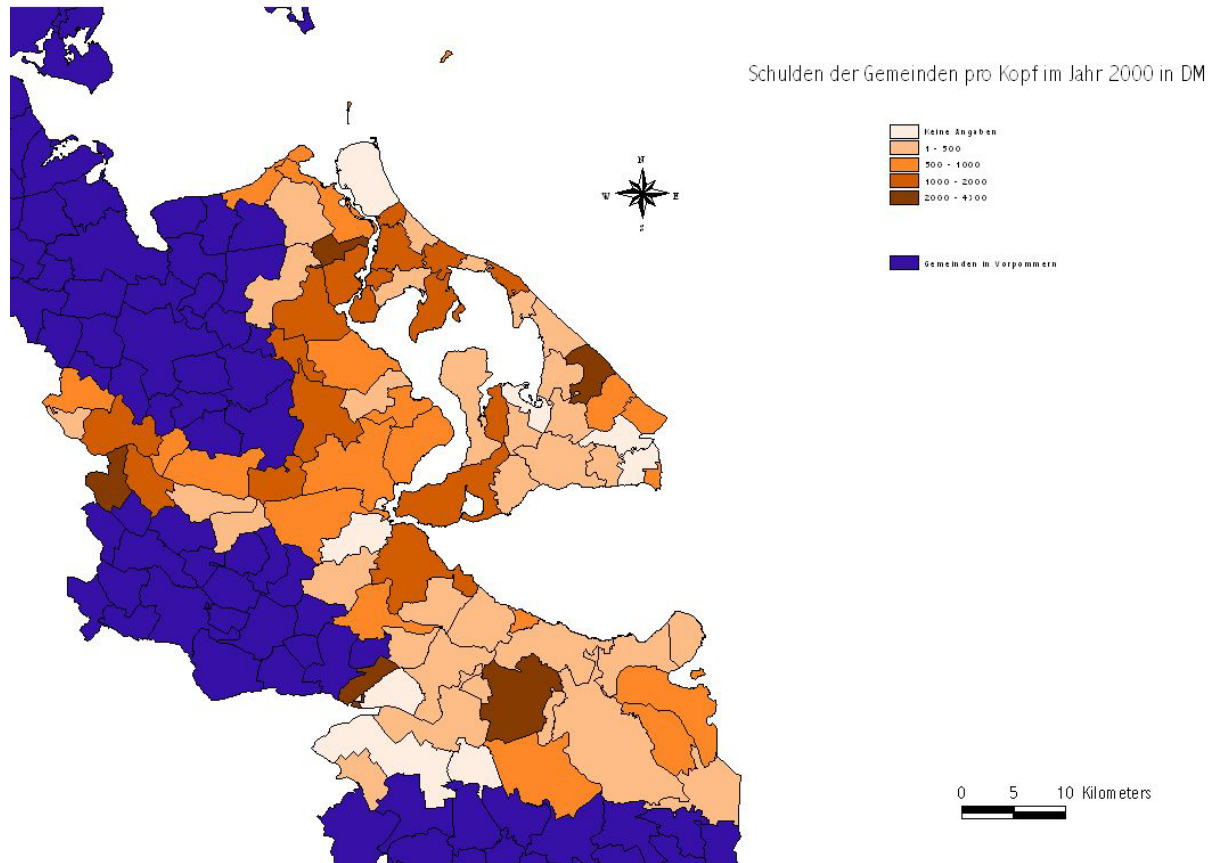 Schulden der Gemeinden pro Kopf im Jahr 2000 in DM
Keine Angaben
1 - 500
500 - 1000
1000 - 2000
2000 - 4300
Gemeinden in Vorpommern
N
W E
S
0 5 10 Kilometers